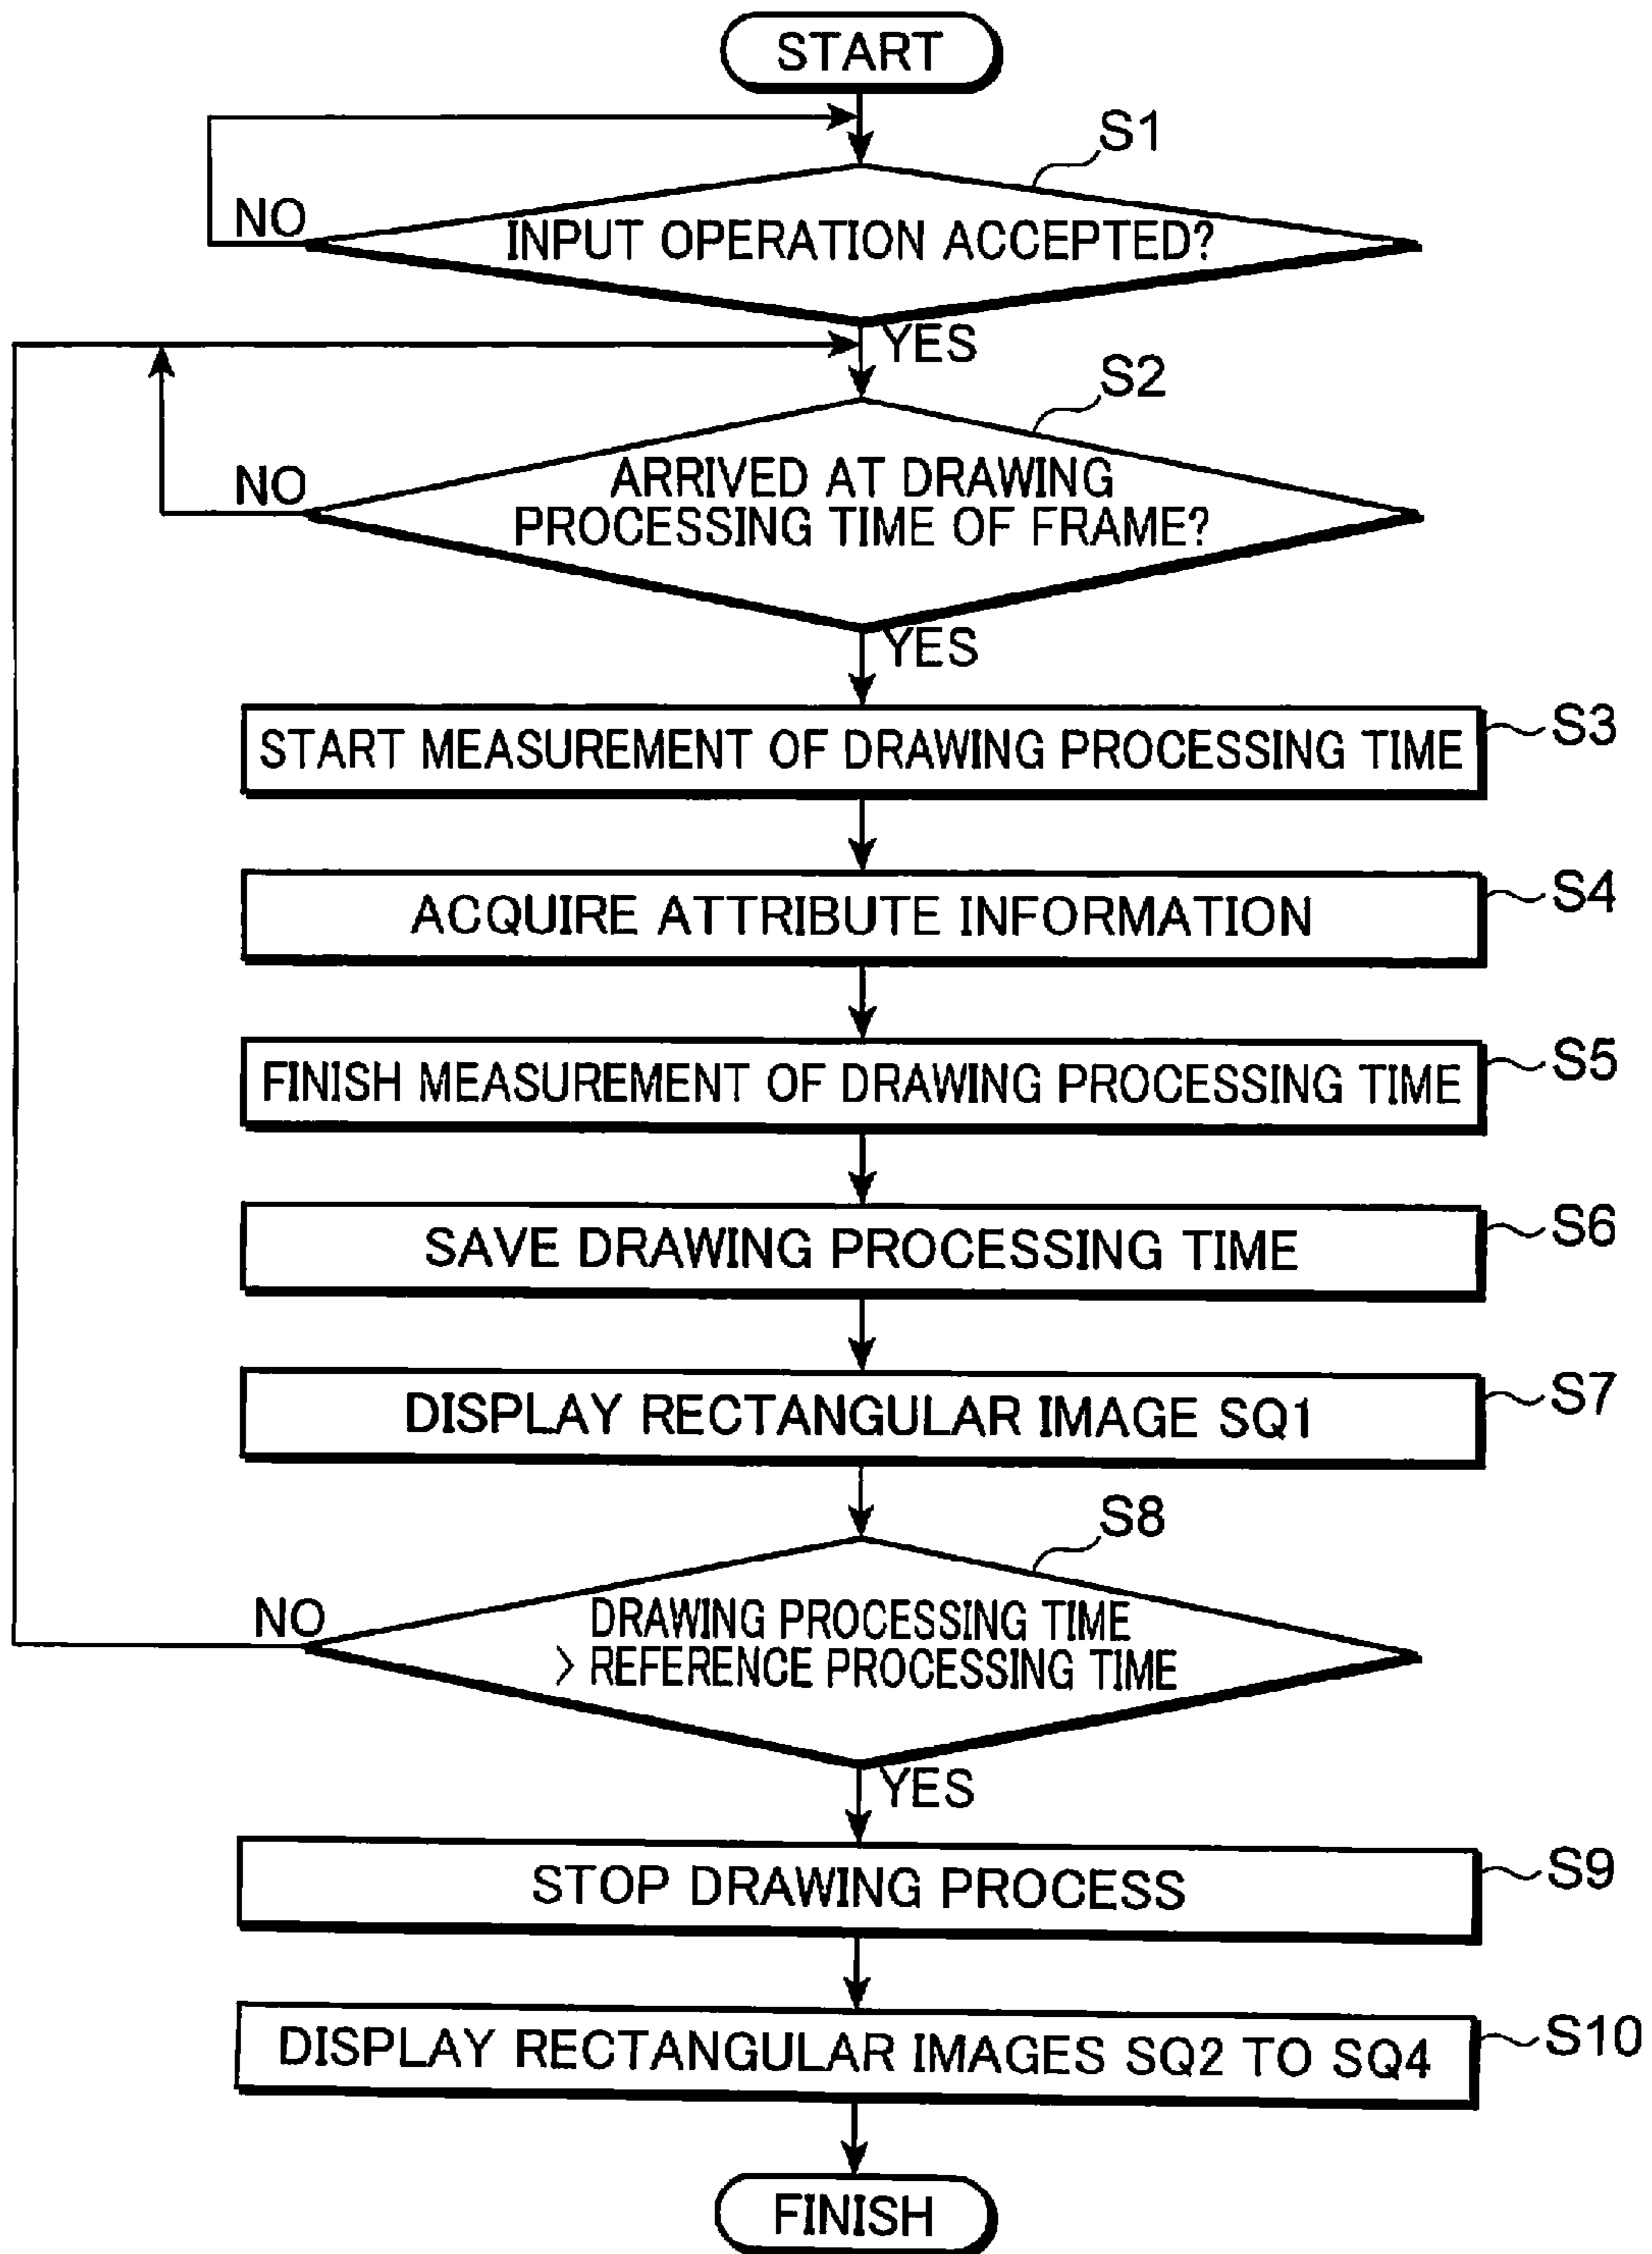 START
S1
NO
INPUT OPERATION ACCEPTED?
YES
S2
NO
ARRIVED AT DRAWING
PROCESSING TIME OF FRAME?
YES
START MEASUREMENT OF DRAWING PROCESSING TIME
S3
ACQUIRE ATTRIBUTE INFORMATION
S4
FINISH MEASUREMENT OF DRAWING PROCESSING TIME
S5
SAVE DRAWING PROCESSING TIME
S6
DISPLAY RECTANGULAR IMAGE SQ1
S7
S8
NO
DRAWING PROCESSING TIME
> REFERENCE PROCESSING TIME
YES
STOP DRAWING PROCESS
S9
DISPLAY RECTANGULAR IMAGES SQ2 TO SQ4
S10
FINISH